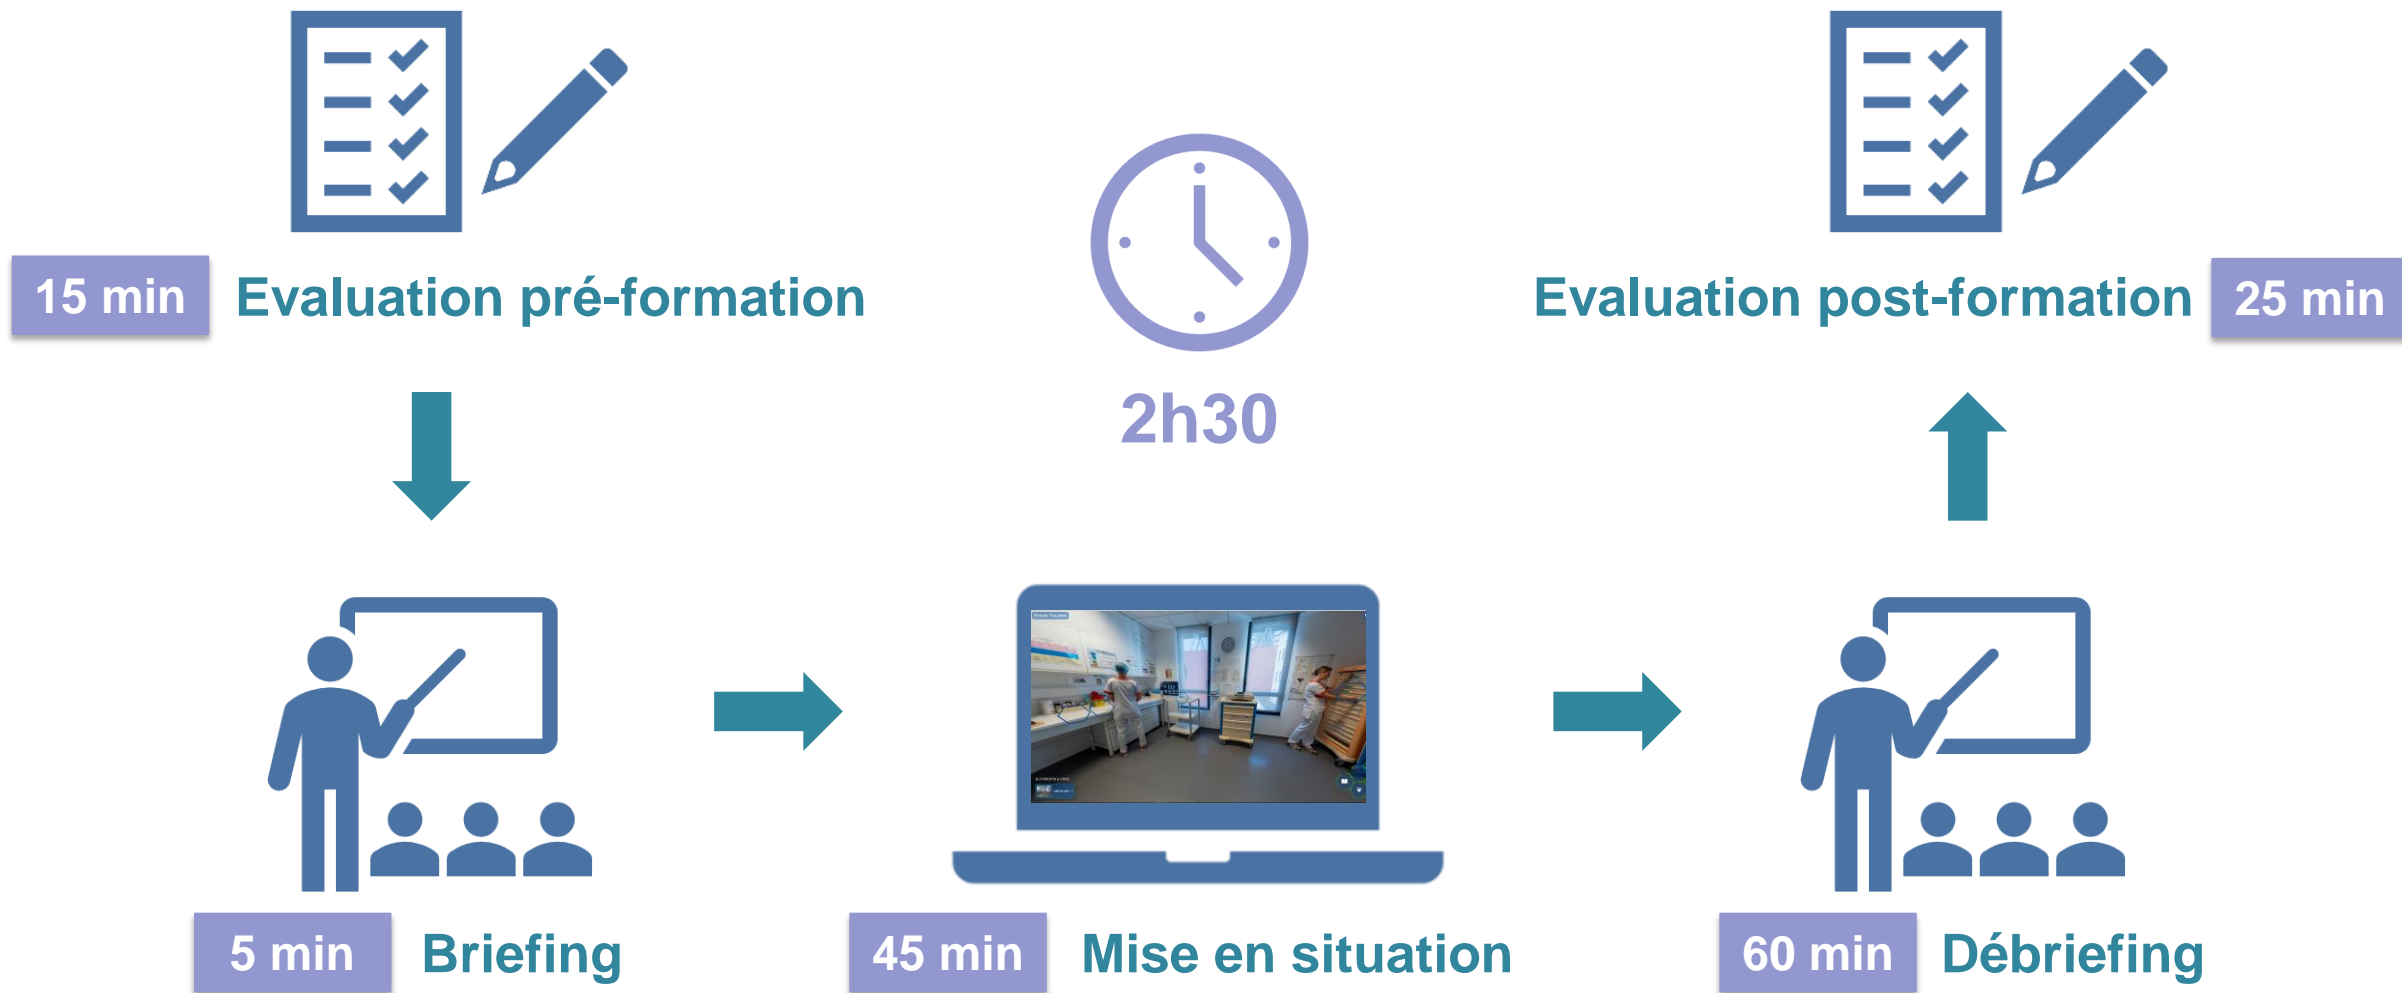 15 min Evaluation pré-formation
2h30
Evaluation post-formation 25 min
5 min Briefing
45 min Mise en situation
60 min Débriefing